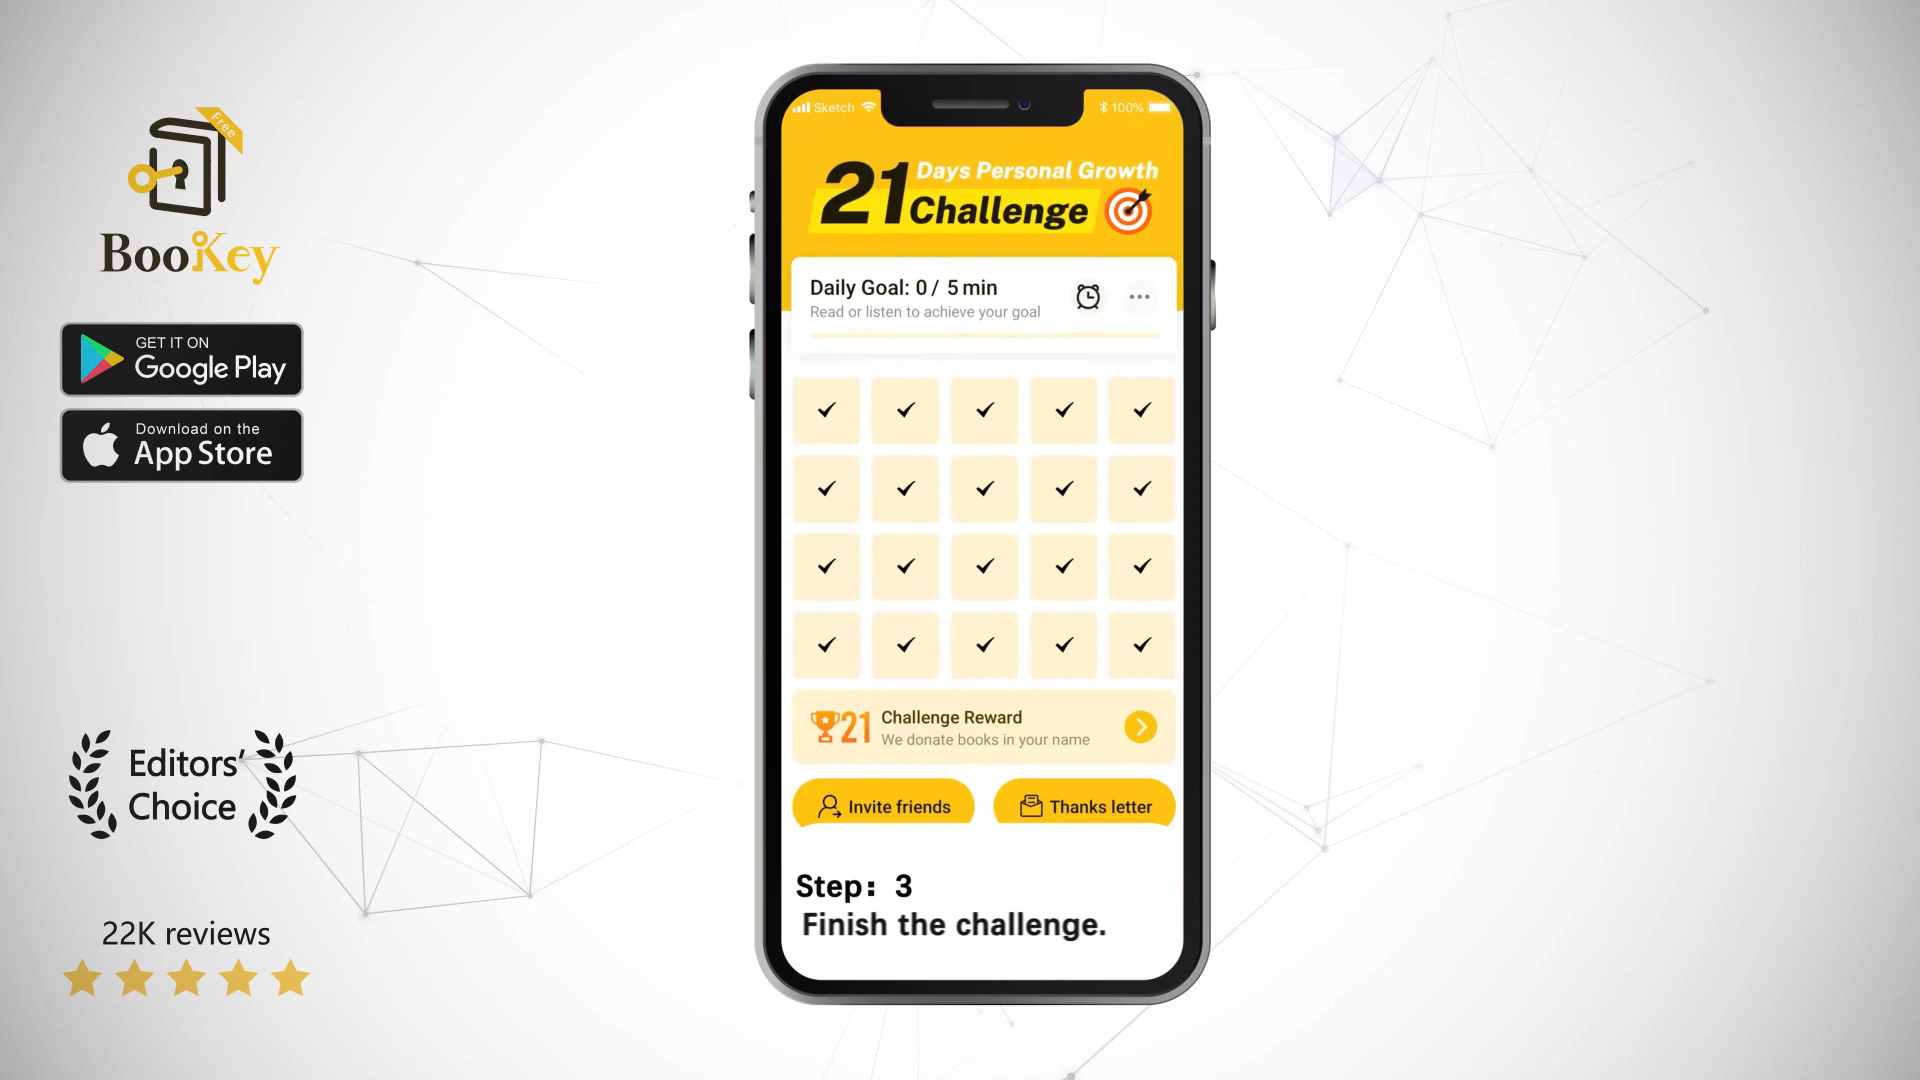 Free
BooKey
GET IT ON
Google Play
Download on the
App Store
Editors'
Choice
22K reviews
Sketch
100%
21 Days Personal Growth
Challenge
Daily Goal: 0 / 5 min
Read or listen to achieve your goal
21
Challenge Reward
We donate books in your name
Invite friends
Thanks letter
Step: 3
Finish the challenge.